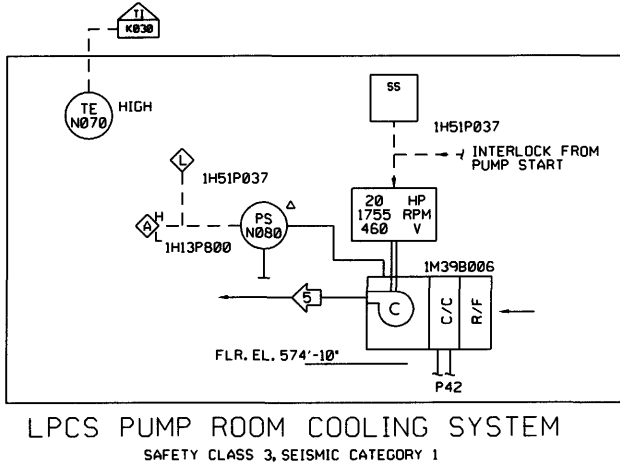 TI
K030
TE
N070
HIGH
SS
1H51P037
INTERLOCK FROM
PUMP START
L
1H51P037
A
H
L
1H13P800
PS
N080
20 HP
1755 RPM
460 V
1M39B006
5
C
C/C
R/F
FLR. EL. 574'-10"
P42
LPCS PUMP ROOM COOLING SYSTEM
SAFETY CLASS 3, SEISMIC CATEGORY 1